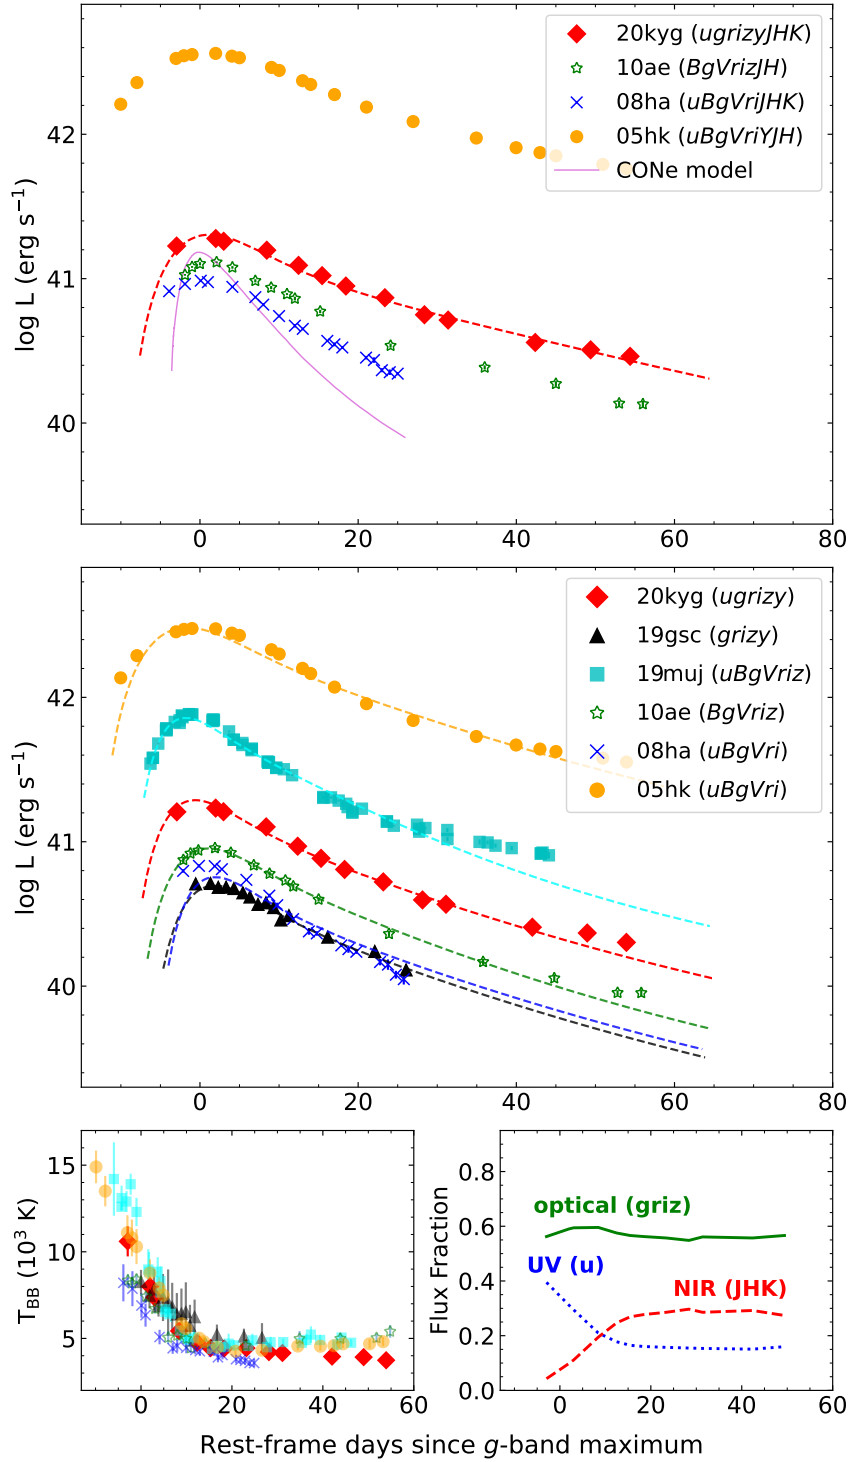 20kyg (ugrizyJHK)
10ae (BgVrizJH)
08ha (uBgVriJHK)
05hk (uBgVriYJH)
CONe model
42
41
40
log L (erg s⁻¹)
0 20 40 60 80
20kyg (ugrizy)
19gsc (grizy)
19muj (uBgVriz)
10ae (BgVriz)
08ha (uBgVri)
05hk (uBgVri)
42
41
40
log L (erg s⁻¹)
0 20 40 60 80
15
10
5
T_BB (10³ K)
0 20 40 60
0.8
0.6
0.4
0.2
0.0
Flux Fraction
optical (griz)
UV (u)
NIR (JHK)
0 20 40 60
Rest-frame days since g-band maximum